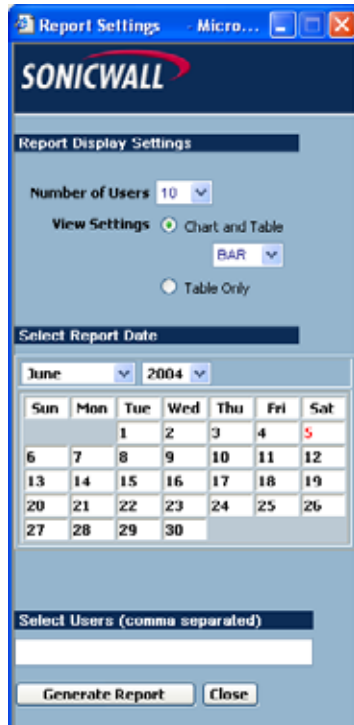 Report Settings - Micro...
SONICWALL
Report Display Settings
Number of Users 10
View Settings Chart and Table
BAR
Table Only
Select Report Date
June 2004
Sun Mon Tue Wed Thu Fri Sat
1 2 3 4 5
6 7 8 9 10 11 12
13 14 15 16 17 18 19
20 21 22 23 24 25 26
27 28 29 30
Select Users (comma separated)
Generate Report Close